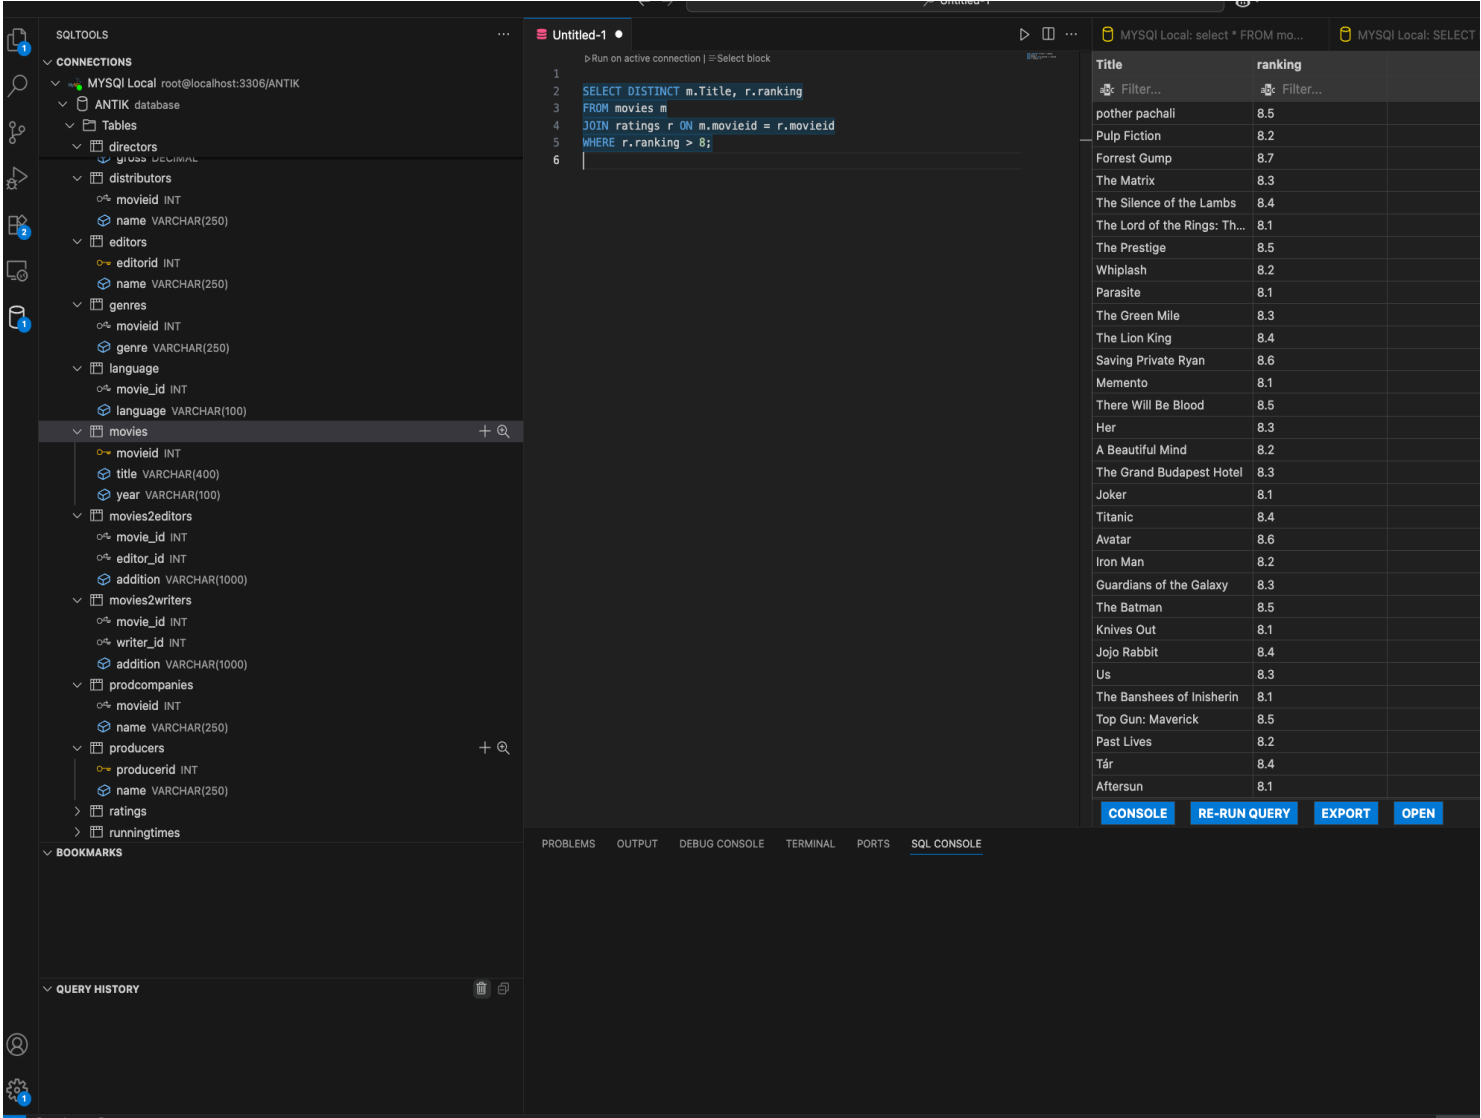 Untitled-1
SQLTOOLS
CONNECTIONS
MYSQl Local root@localhost:3306/ANTIK
ANTIK database
Tables
directors
gross DECIMAL
distributors
movieid INT
name VARCHAR(250)
editors
editorid INT
name VARCHAR(250)
genres
movieid INT
genre VARCHAR(250)
language
movie_id INT
language VARCHAR(100)
movies
movieid INT
title VARCHAR(400)
year VARCHAR(100)
movies2editors
movie_id INT
editor_id INT
addition VARCHAR(1000)
movies2writers
movie_id INT
writer_id INT
addition VARCHAR(1000)
prodcompanies
movieid INT
name VARCHAR(250)
producers
producerid INT
name VARCHAR(250)
ratings
runningtimes
BOOKMARKS
QUERY HISTORY
1
2
1
1
Untitled-1
Run on active connection | Select block
1
2 SELECT DISTINCT m.Title, r.ranking
3 FROM movies m
4 JOIN ratings r ON m.movieid = r.movieid
5 WHERE r.ranking > 8;
6
MYSQl Local: select * FROM mo... MYSQl Local: SELECT
Title ranking
abc Filter... abc Filter...
pother pachali 8.5
Pulp Fiction 8.2
Forrest Gump 8.7
The Matrix 8.3
The Silence of the Lambs 8.4
The Lord of the Rings: Th... 8.1
The Prestige 8.5
Whiplash 8.2
Parasite 8.1
The Green Mile 8.3
The Lion King 8.4
Saving Private Ryan 8.6
Memento 8.1
There Will Be Blood 8.5
Her 8.3
A Beautiful Mind 8.2
The Grand Budapest Hotel 8.3
Joker 8.1
Titanic 8.4
Avatar 8.6
Iron Man 8.2
Guardians of the Galaxy 8.3
The Batman 8.5
Knives Out 8.1
Jojo Rabbit 8.4
Us 8.3
The Banshees of Inisherin 8.1
Top Gun: Maverick 8.5
Past Lives 8.2
Tár 8.4
Aftersun 8.1
CONSOLE RE-RUN QUERY EXPORT OPEN
PROBLEMS OUTPUT DEBUG CONSOLE TERMINAL PORTS SQL CONSOLE